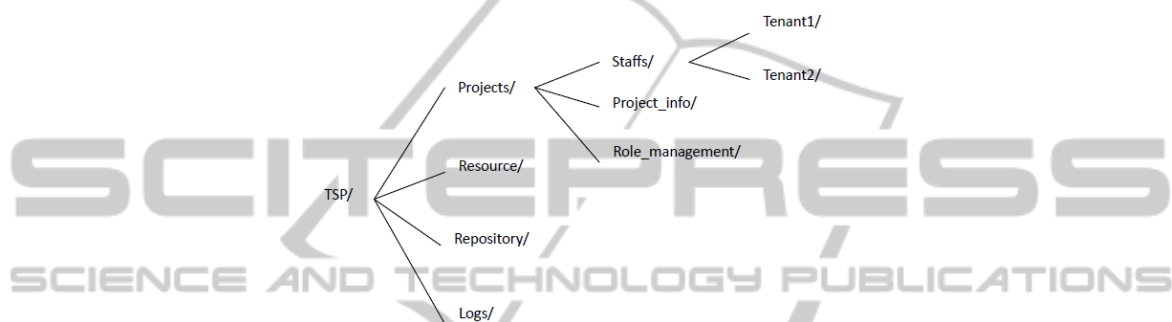 Tenant1/
Staffs/
Tenant2/
Projects/
Project_info/
Role_management/
Resource/
TSP/
Repository/
Logs/
SCITEPRESS
SCIENCE AND TECHNOLOGY PUBLICATIONS